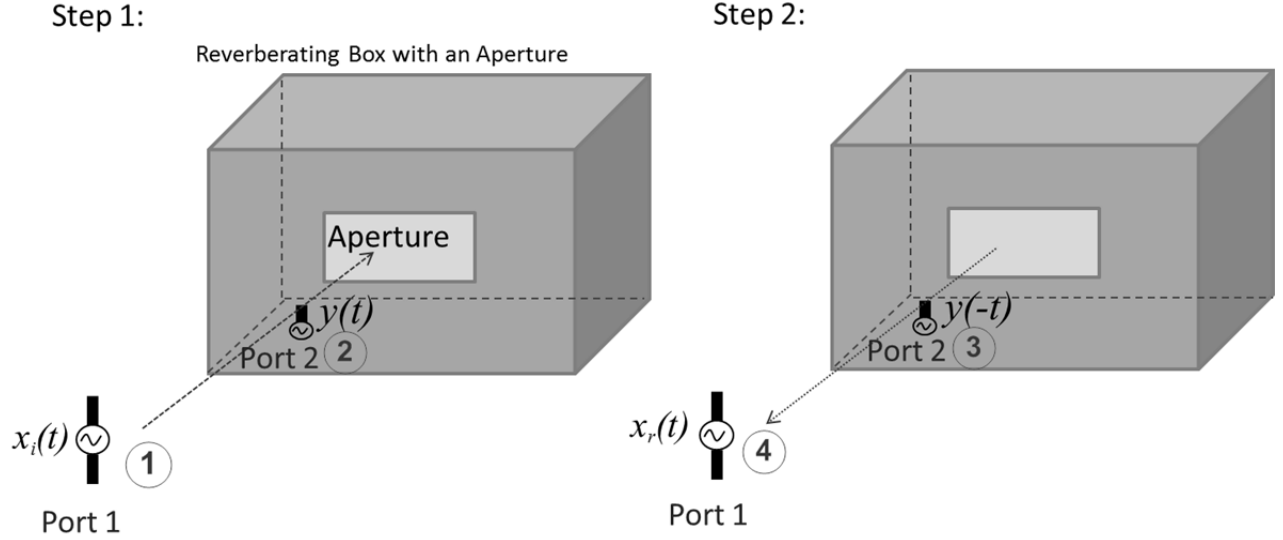 Step 1:
Reverberating Box with an Aperture
Aperture
y(t)
Port 2 2
x_i(t)
1
Port 1
Step 2:
y(-t)
Port 2 3
x_r(t)
4
Port 1